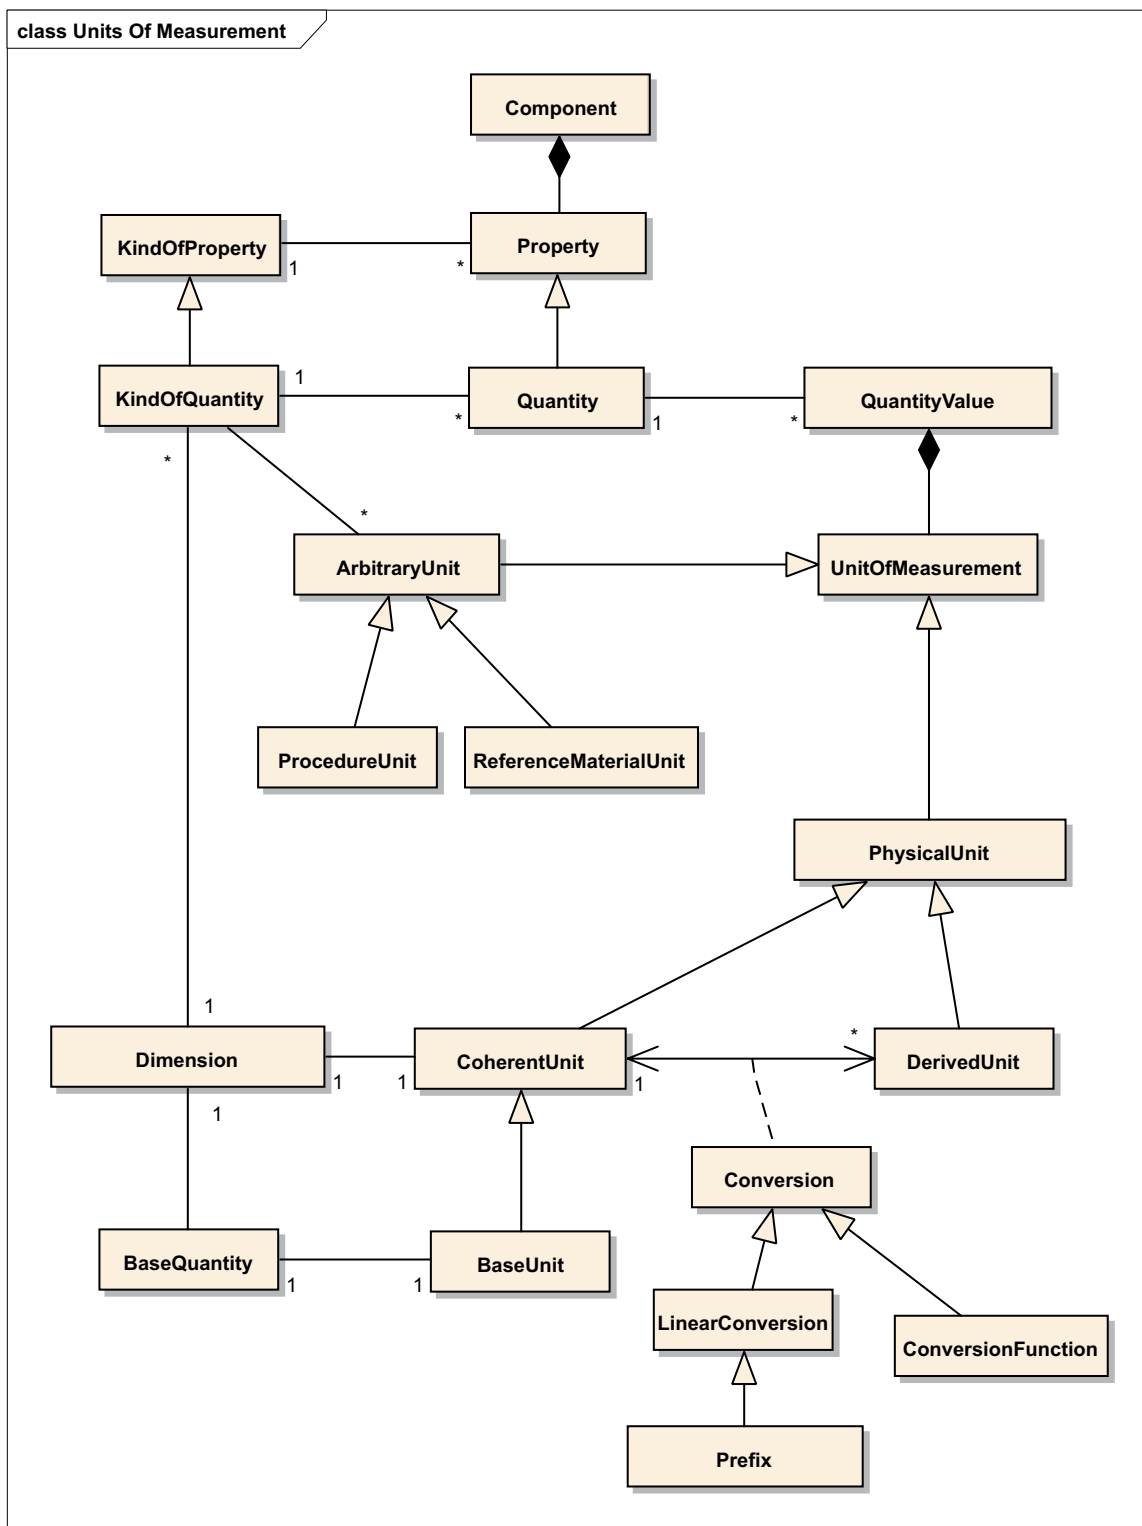 class Units Of Measurement
Component
KindOfProperty
1
*
Property
KindOfQuantity
1
*
Quantity
1
*
QuantityValue
*
*
ArbitraryUnit
UnitOfMeasurement
ProcedureUnit
ReferenceMaterialUnit
PhysicalUnit
1
Dimension
1
1
CoherentUnit
1
*
DerivedUnit
1
Conversion
BaseQuantity
1
1
BaseUnit
LinearConversion
ConversionFunction
Prefix